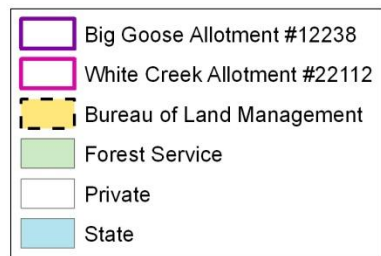 Big Goose Allotment #12238
White Creek Allotment #22112
Bureau of Land Management
Forest Service
Private
State